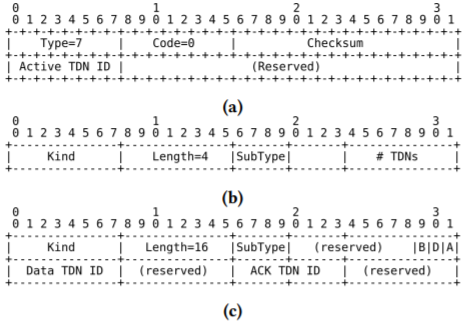 0                   1                   2                   3
0 1 2 3 4 5 6 7 8 9 0 1 2 3 4 5 6 7 8 9 0 1 2 3 4 5 6 7 8 9 0 1
+-+-+-+-+-+-+-+-+-+-+-+-+-+-+-+-+-+-+-+-+-+-+-+-+-+-+-+-+-+-+-+-+
| Type=7 | Code=0 | Checksum |
+-+-+-+-+-+-+-+-+-+-+-+-+-+-+-+-+-+-+-+-+-+-+-+-+-+-+-+-+-+-+-+-+
| Active TDN ID | (Reserved) |
+-+-+-+-+-+-+-+-+-+-+-+-+-+-+-+-+-+-+-+-+-+-+-+-+-+-+-+-+-+-+-+-+
(a)
0                   1                   2                   3
0 1 2 3 4 5 6 7 8 9 0 1 2 3 4 5 6 7 8 9 0 1 2 3 4 5 6 7 8 9 0 1
+---------------+---------------+-------+-------+---------------+
| Kind | Length=4 |SubType| | # TDNs |
+---------------+---------------+-------+-------+---------------+
(b)
0                   1                   2                   3
0 1 2 3 4 5 6 7 8 9 0 1 2 3 4 5 6 7 8 9 0 1 2 3 4 5 6 7 8 9 0 1
+---------------+---------------+-------+-----------------+-+-+-+
| Kind | Length=16 |SubType| (reserved) |B|D|A|
+---------------+---------------+---------------+---------------+
| Data TDN ID | (reserved) | ACK TDN ID | (reserved) |
+---------------+---------------+---------------+---------------+
(c)